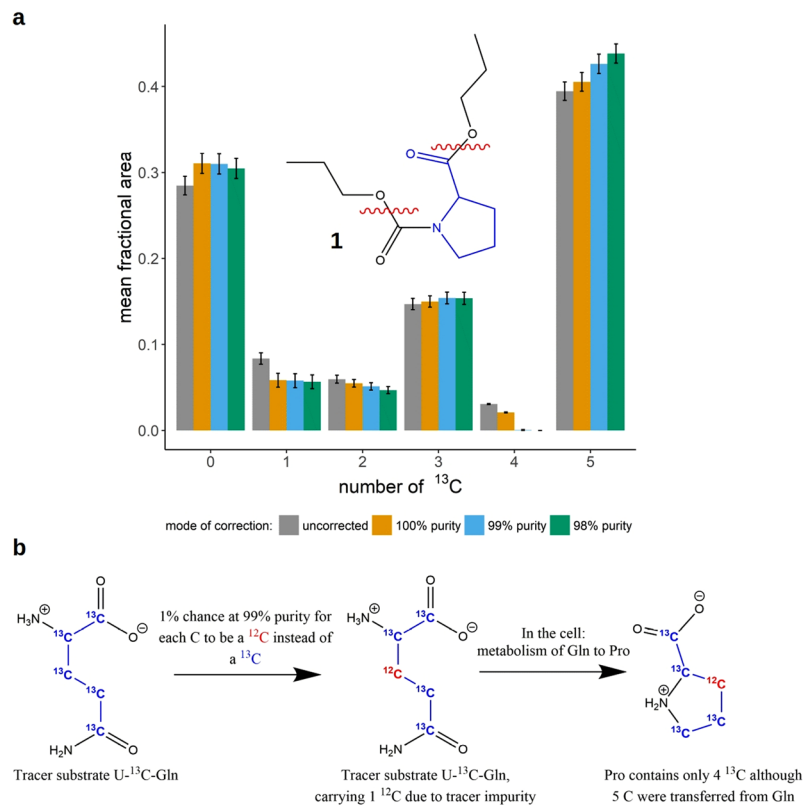 a
mean fractional area
0.4
0.3
0.2
0.1
0.0
O
O
O
N
O
1
0 1 2 3 4 5
number of ¹³C
mode of correction: uncorrected 100% purity 99% purity 98% purity
b
O
H₃N⊕ ¹³C
¹³C O⊖
¹³C ¹³C
¹³C
H₂N O
Tracer substrate U-¹³C-Gln
1% chance at 99% purity for
each C to be a ¹²C instead of
a ¹³C
O
H₃N⊕ ¹³C
¹³C O⊖
¹²C ¹³C
¹³C
H₂N O
Tracer substrate U-¹³C-Gln,
carrying 1 ¹²C due to tracer impurity
In the cell:
metabolism of Gln to Pro
⊖
O
O ¹³C
¹³C ¹²C
⊕
H₂N ¹³C
¹³C
Pro contains only 4 ¹³C although
5 C were transferred from Gln